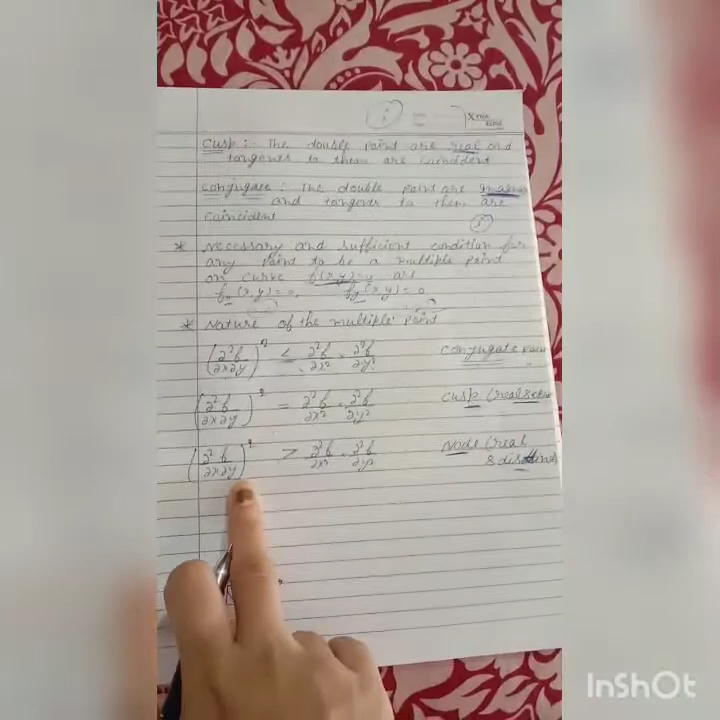 Cusp :- The double point are real and
tangents to them are coincident
Conjugate : The double point are
and tangent to them are
coincident
* Necessary and sufficient condition for
any point to be a multiple point
on curve f(x,y)=0 are
fx(x,y)=0, fy(x,y)=0
* Nature of the multiple point
(∂²f/∂x∂y)² < ∂²f/∂x² · ∂²f/∂y² Conjugate
(∂²f/∂x∂y)² = ∂²f/∂x² · ∂²f/∂y² Cusp (real &
(∂²f/∂x∂y)² > ∂²f/∂x² · ∂²f/∂y² Node (real
& distinct
InShOt